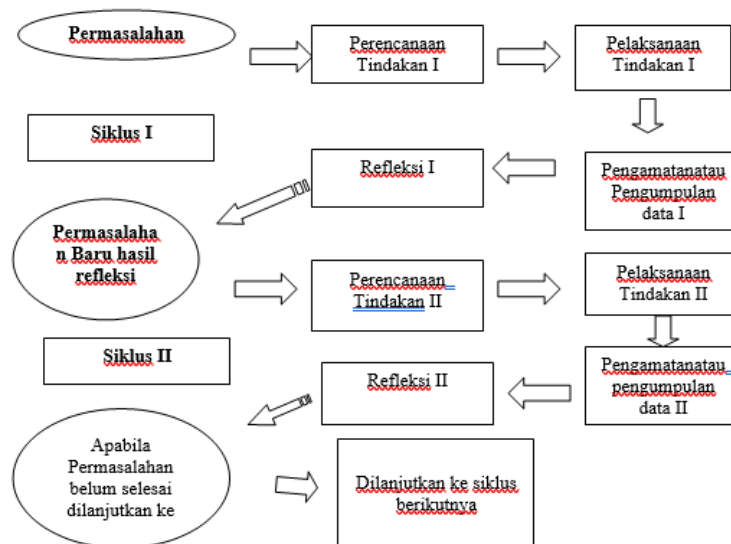 Permasalahan
Perencanaan
Tindakan I
Pelaksanaan
Tindakan I
Siklus I
Refleksi I
Pengamatanatau
Pengumpulan
data I
Permasalaha
n Baru hasil
refleksi
Perencanaan
Tindakan II
Pelaksanaan
Tindakan II
Siklus II
Refleksi II
Pengamatanatau
pengumpulan
data II
Apabila
Permasalahan
belum selesai
dilanjutkan ke
Dilanjutkan ke siklus
berikutnya